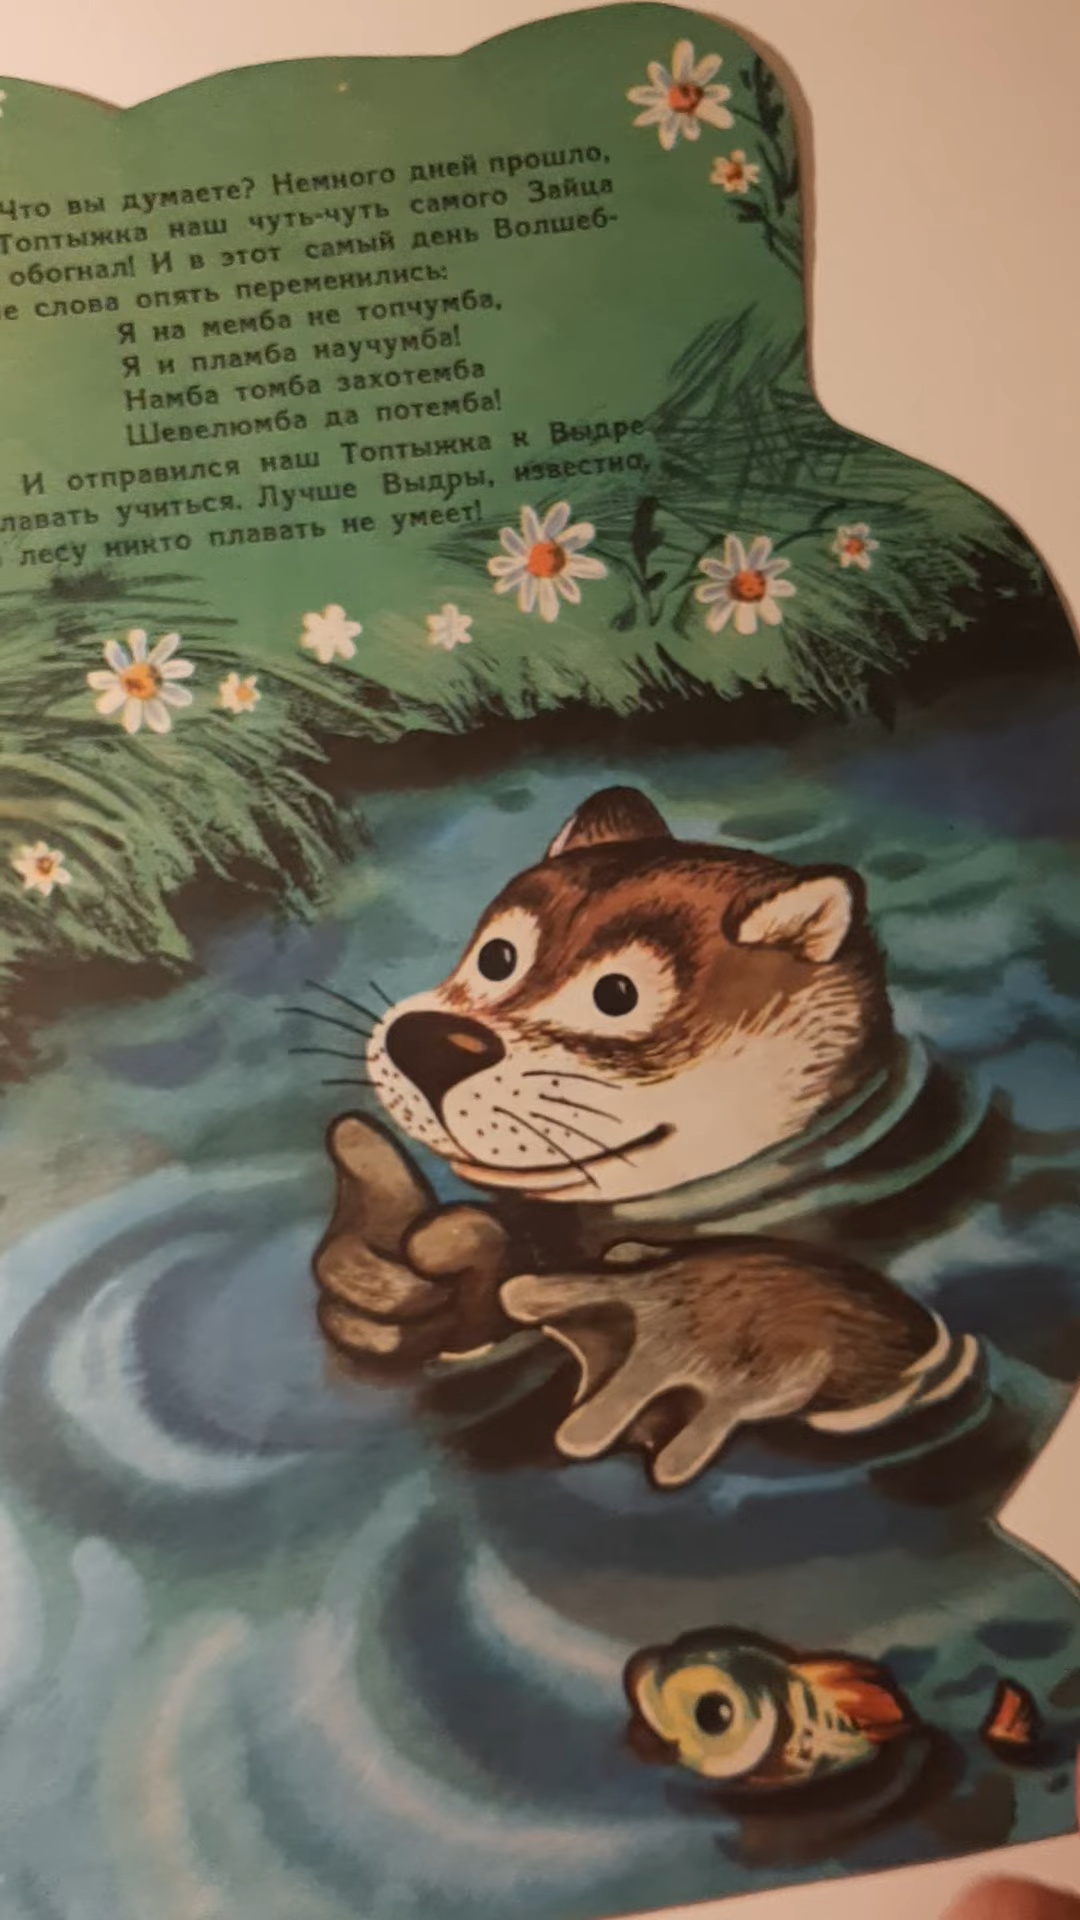 Что вы думаете? Немного дней прошло,
Топтыжка наш чуть-чуть самого Зайца
обогнал! И в этот самый день Волшеб-
е слова опять переменились:
Я на мемба не топчумба,
Я и пламба научумба!
Намба томба захотемба
Шевелюмба да потемба!
И отправился наш Топтыжка к Выдре
лавать учиться. Лучше Выдры, известно,
лесу никто плавать не умеет!